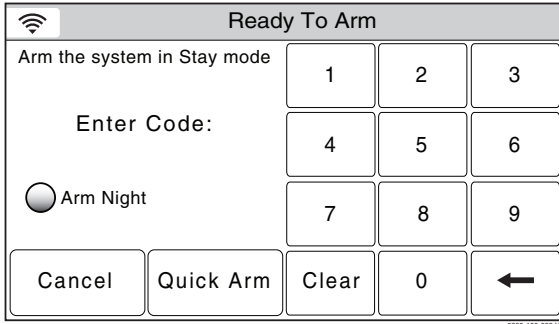 Ready To Arm
Arm the system in Stay mode
1 2 3
Enter Code:
4 5 6
Arm Night
7 8 9
Cancel Quick Arm Clear 0